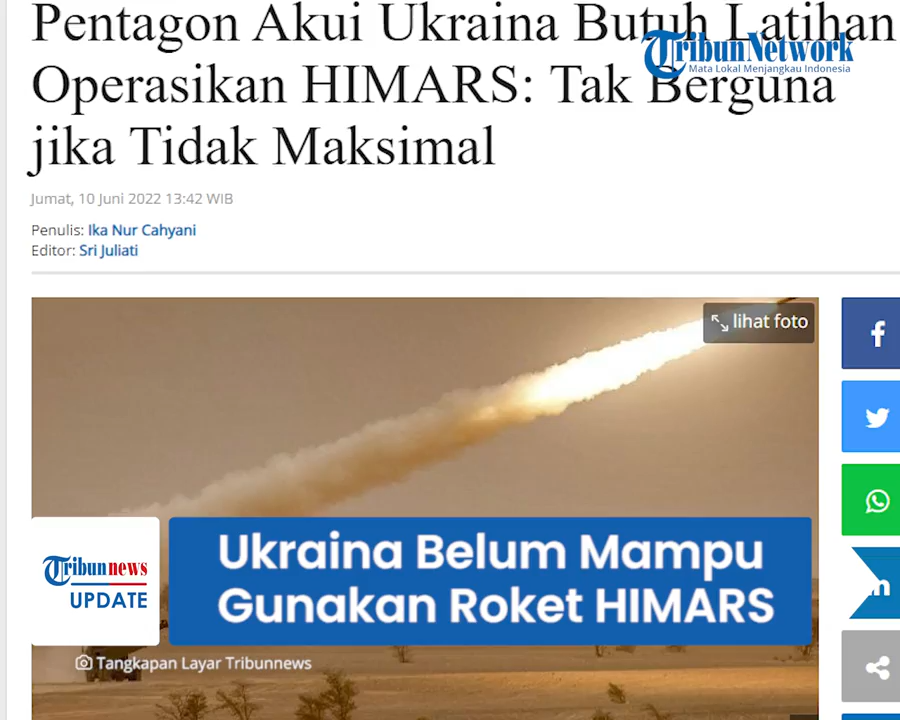 Pentagon Akui Ukraina Butuh Latihan
Operasikan HIMARS: Tak Berguna
jika Tidak Maksimal
TribunNetwork
Mata Lokal Menjangkau Indonesia
Jumat, 10 Juni 2022 13:42 WIB
Penulis: Ika Nur Cahyani
Editor: Sri Juliati
lihat foto
Tribunnews
UPDATE
Ukraina Belum Mampu
Gunakan Roket HIMARS
Tangkapan Layar Tribunnews